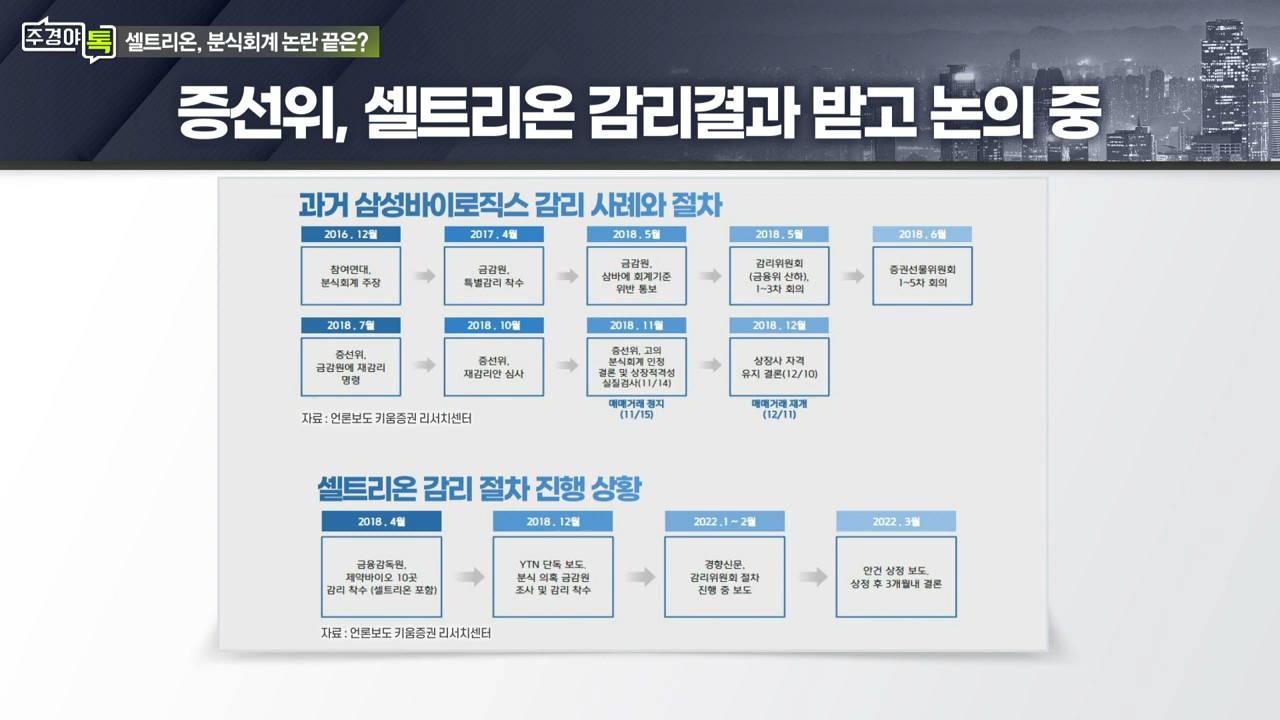 주경야톡 셀트리온, 분식회계 논란 끝은?
증선위, 셀트리온 감리결과 받고 논의 중
과거 삼성바이로직스 감리 사례와 절차
2016 . 12월
참여연대,
분식회계 주장
2017 . 4월
금감원,
특별감리 착수
2018 . 5월
금감원,
삼바에 회계기준
위반 통보
2018 . 5월
감리위원회
(금융위 산하),
1~3차 회의
2018 . 6월
증권선물위원회
1~5차 회의
2018 . 7월
증선위,
금감원에 재감리
명령
2018 . 10월
증선위,
재감리안 심사
2018 . 11월
증선위, 고의
분식회계 인정
결론 및 상장적격성
실질검사(11/14)
매매거래 정지
(11/15)
2018 . 12월
상장사 자격
유지 결론(12/10)
매매거래 재개
(12/11)
자료 : 언론보도 키움증권 리서치센터
셀트리온 감리 절차 진행 상황
2018 . 4월
금융감독원,
제약바이오 10곳
감리 착수 (셀트리온 포함)
2018 . 12월
YTN 단독 보도.
분식 의혹 금감원
조사 및 감리 착수
2022 .1 ~ 2월
경향신문,
감리위원회 절차
진행 중 보도
2022 . 3월
안건 상정 보도.
상정 후 3개월내 결론
자료 : 언론보도 키움증권 리서치센터